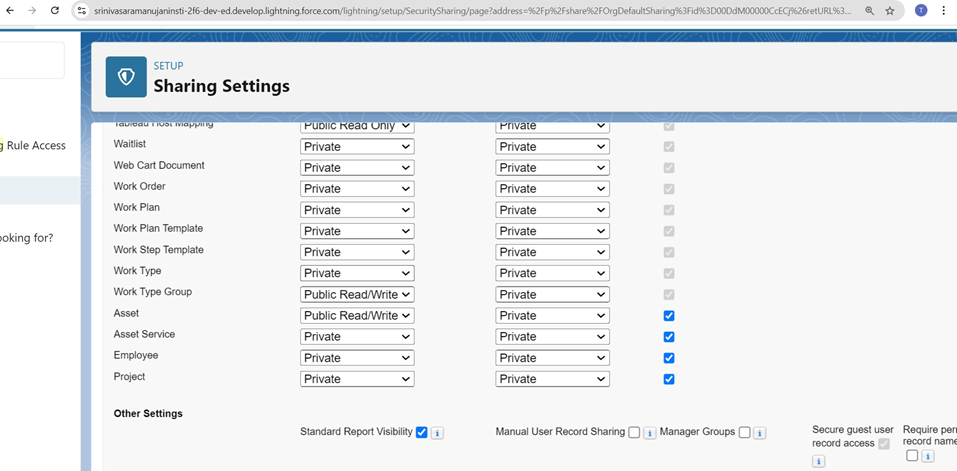 srinivasaramanujaninsti-2f6-dev-ed.develop.lightning.force.com/lightning/setup/SecuritySharing/page?address=%2Fp%2Fshare%2FOrgDefaultSharing%3Fid%3D00DdM00000CcECj%26retURL%3...
T
SETUP
Sharing Settings
g Rule Access
ooking for?
Tableau Host Mapping Public Read Only Private
Waitlist Private Private
Web Cart Document Private Private
Work Order Private Private
Work Plan Private Private
Work Plan Template Private Private
Work Step Template Private Private
Work Type Private Private
Work Type Group Public Read/Write Private
Asset Public Read/Write Private
Asset Service Private Private
Employee Private Private
Project Private Private
Other Settings
Standard Report Visibility i Manual User Record Sharing i Manager Groups i
Secure guest user record access i
Require per
record name i